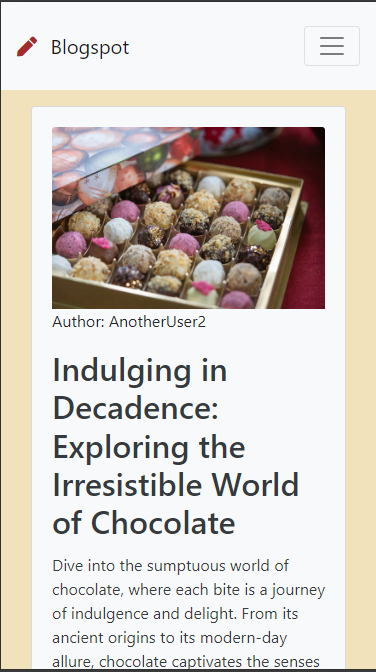 Blogspot
Author: AnotherUser2
Indulging in
Decadence:
Exploring the
Irresistible World
of Chocolate
Dive into the sumptuous world of
chocolate, where each bite is a journey
of indulgence and delight. From its
ancient origins to its modern-day
allure, chocolate captivates the senses